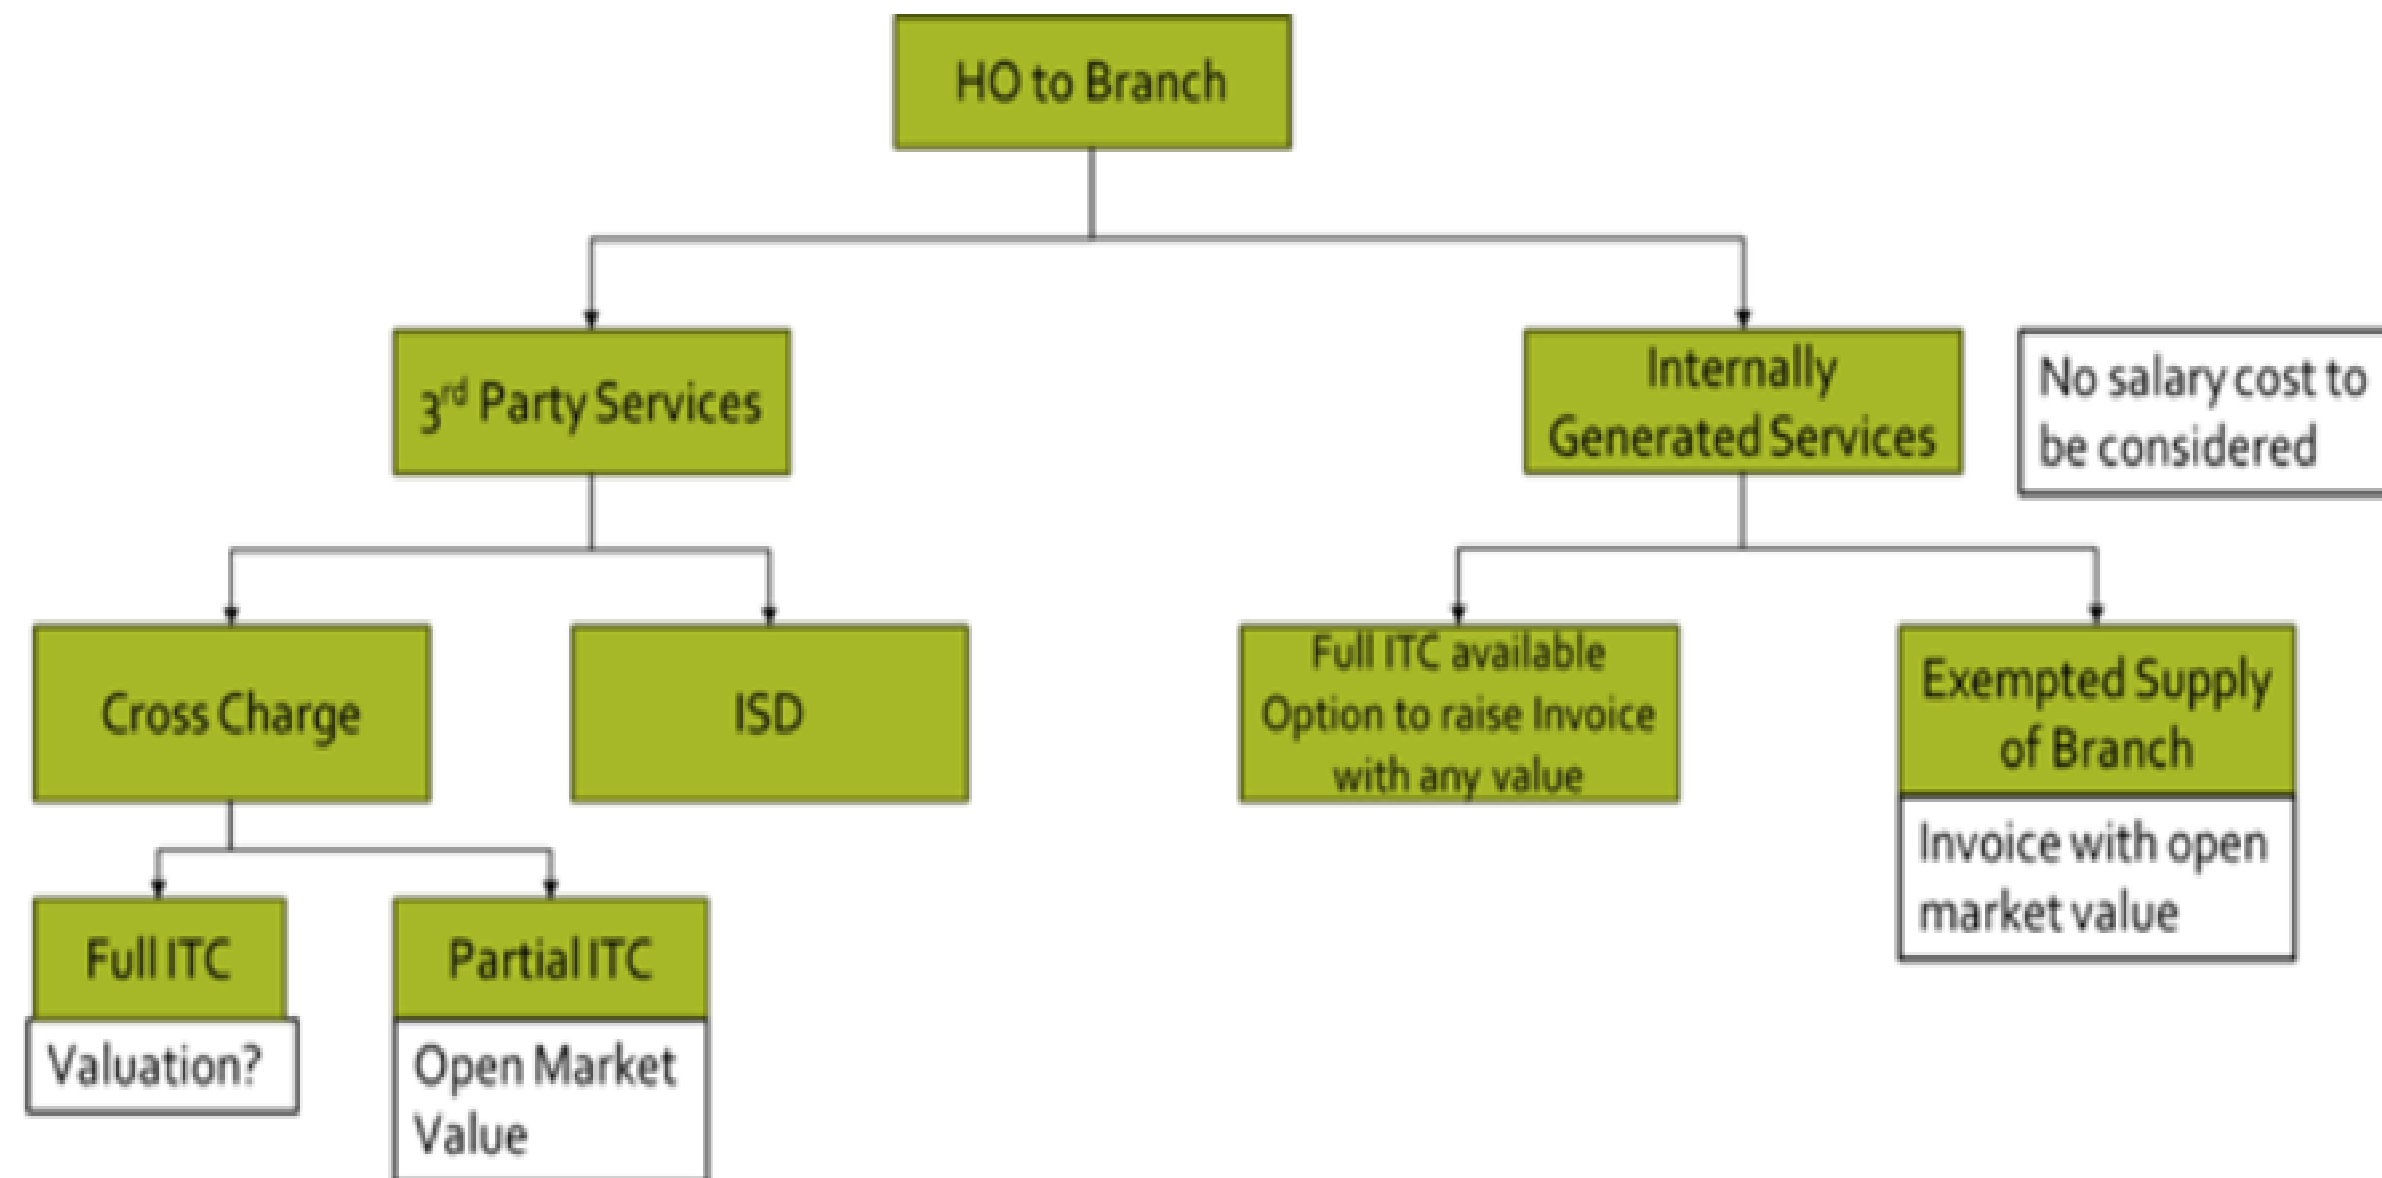 HO to Branch
3rd Party Services
Internally
Generated Services
No salary cost to
be considered
Cross Charge
ISD
Full ITC available
Option to raise Invoice
with any value
Exempted Supply
of Branch
Invoice with open
market value
Full ITC
Valuation?
Partial ITC
Open Market
Value